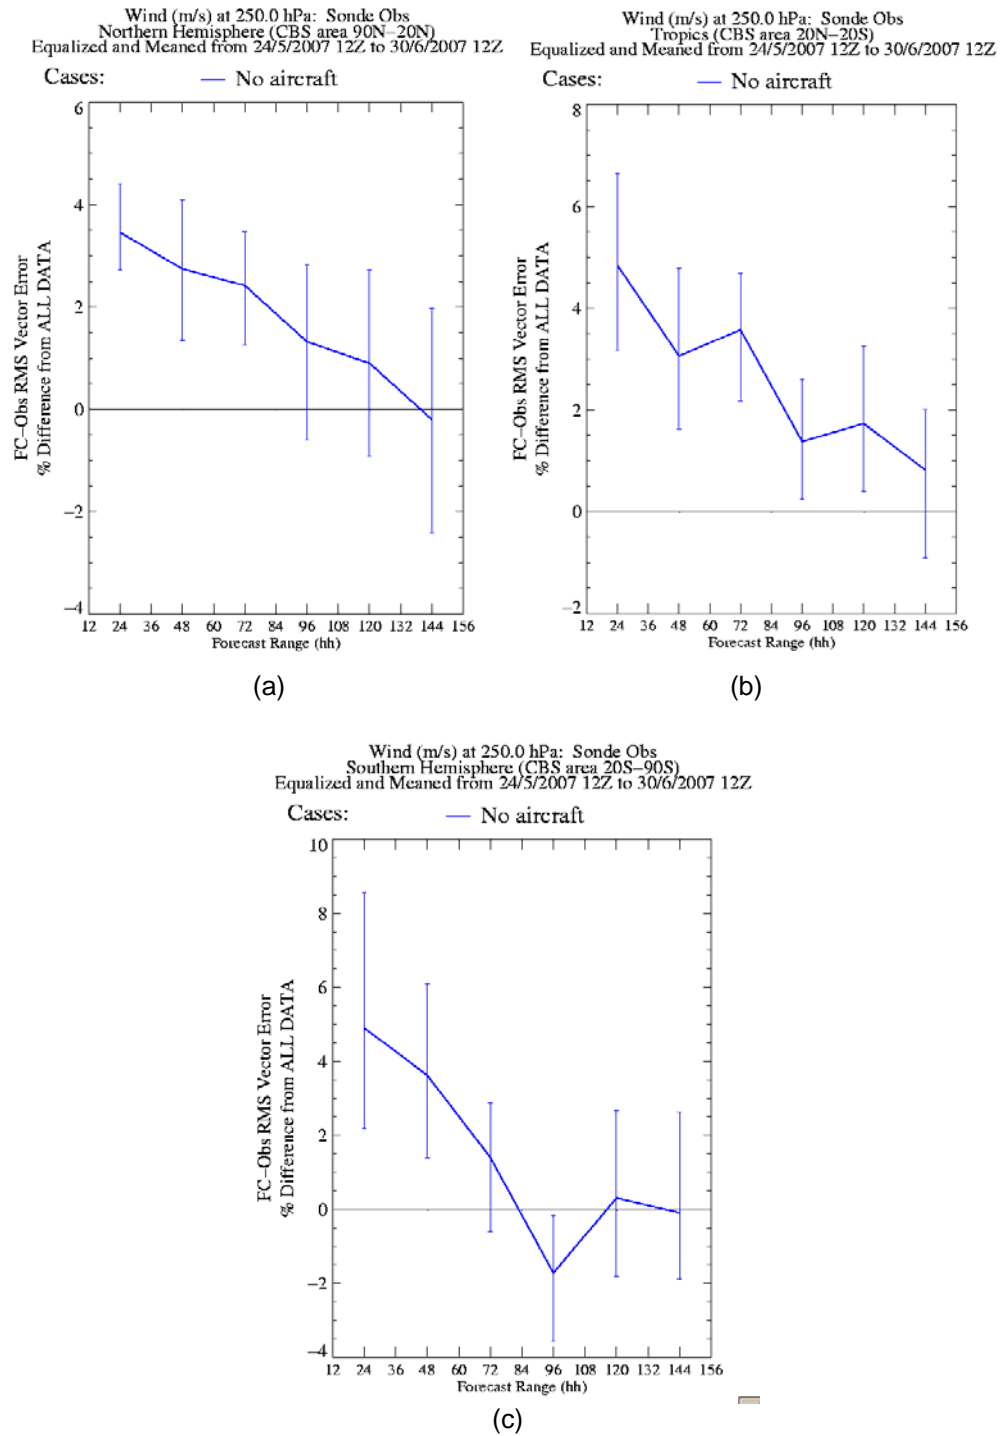 Wind (m/s) at 250.0 hPa: Sonde Obs
Northern Hemisphere (CBS area 90N–20N)
Equalized and Meaned from 24/5/2007 12Z to 30/6/2007 12Z
Cases: No aircraft
6
4
2
0
−2
−4
FC–Obs RMS Vector Error
% Difference from ALL DATA
12 24 36 48 60 72 84 96 108 120 132 144 156
Forecast Range (hh)
(a)
Wind (m/s) at 250.0 hPa: Sonde Obs
Tropics (CBS area 20N–20S)
Equalized and Meaned from 24/5/2007 12Z to 30/6/2007 12Z
Cases: No aircraft
8
6
4
2
0
−2
FC–Obs RMS Vector Error
% Difference from ALL DATA
12 24 36 48 60 72 84 96 108 120 132 144 156
Forecast Range (hh)
(b)
Wind (m/s) at 250.0 hPa: Sonde Obs
Southern Hemisphere (CBS area 20S–90S)
Equalized and Meaned from 24/5/2007 12Z to 30/6/2007 12Z
Cases: No aircraft
10
8
6
4
2
0
−2
−4
FC–Obs RMS Vector Error
% Difference from ALL DATA
12 24 36 48 60 72 84 96 108 120 132 144 156
Forecast Range (hh)
(c)